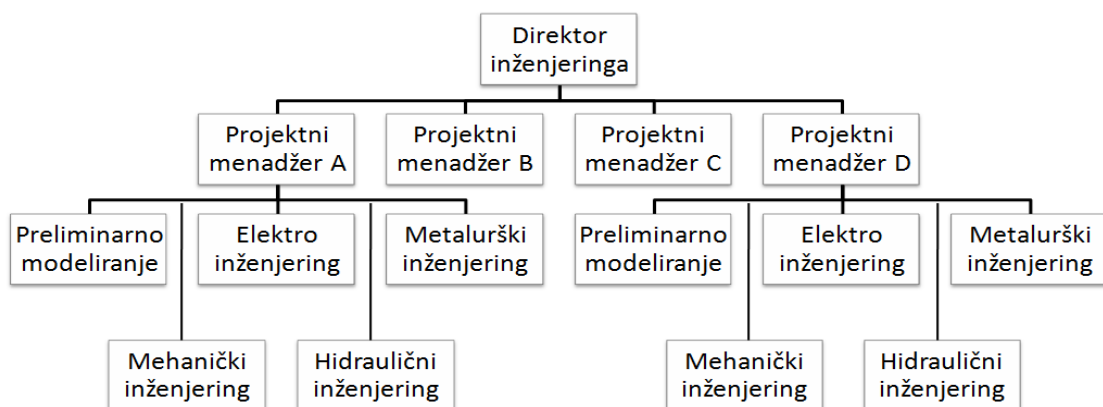 Direktor
inženjeringa
Projektni
menadžer A
Projektni
menadžer B
Projektni
menadžer C
Projektni
menadžer D
Preliminarno
modeliranje
Elektro
inženjering
Metalurški
inženjering
Preliminarno
modeliranje
Elektro
inženjering
Metalurški
inženjering
Mehanički
inženjering
Hidraulični
inženjering
Mehanički
inženjering
Hidraulični
inženjering